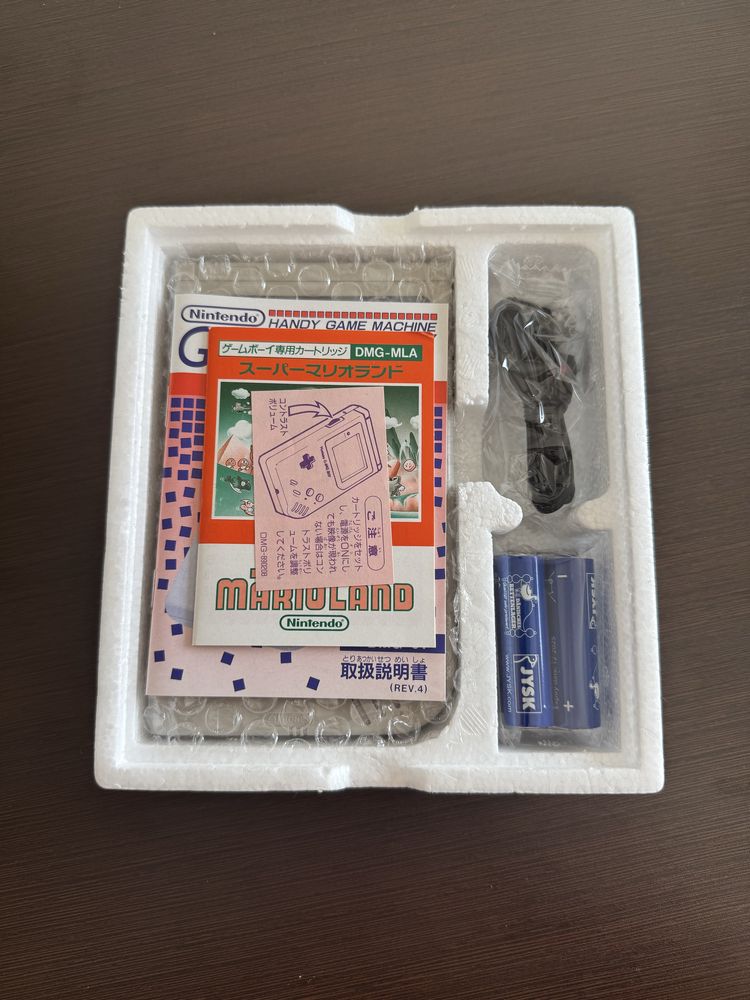 Nintendo
HANDY GAME MACHINE
G
ゲームボーイ専用カートリッジ DMG-MLA
スーパーマリオランド
コントラスト
ボリューム
ご注意
カートリッジをセット
し、電源をONにし
ても映像が現われ
ない場合はコン
トラストボリ
ュームを調整
してください。
DMG-89208
MARIOLAND
Nintendo
とりあつかいせつめいしょ
取扱説明書
(REV.4)
DÄNISCHES
BETTENLAGER
JYSK
www.JYSK.com
JYSK
+